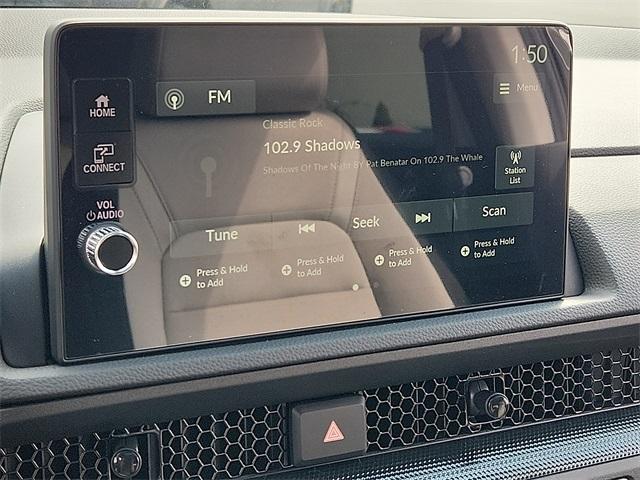 1:50
HOME
FM
Menu
Classic Rock
102.9 Shadows
Shadows Of The Night BY Pat Benatar On 102.9 The Whale
CONNECT
Station
List
VOL
AUDIO
Tune
Seek
Scan
Press & Hold
to Add
Press & Hold
to Add
Press & Hold
to Add
Press & Hold
to Add